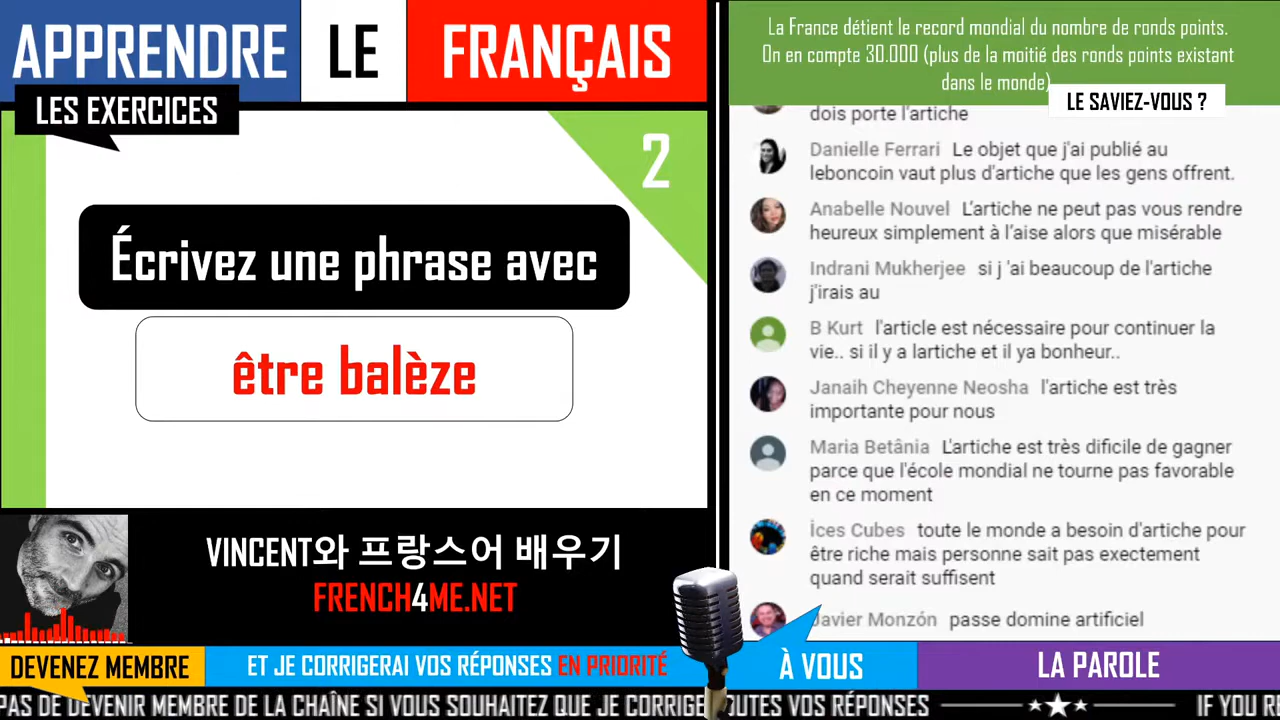 APPRENDRE LE FRANÇAIS
LES EXERCICES
2
Écrivez une phrase avec
être balèze
VINCENT와 프랑스어 배우기
FRENCH4ME.NET
DEVENEZ MEMBRE
ET JE CORRIGERAI VOS RÉPONSES EN PRIORITÉ
La France détient le record mondial du nombre de ronds points.
On en compte 30.000 (plus de la moitié des ronds points existant
dans le monde)
LE SAVIEZ-VOUS ?
dois porte l'artiche
Danielle Ferrari Le objet que j'ai publié au
leboncoin vaut plus d'artiche que les gens offrent.
Anabelle Nouvel L'artiche ne peut pas vous rendre
heureux simplement à l'aise alors que misérable
Indrani Mukherjee si j 'ai beaucoup de l'artiche
j'irais au
B Kurt l'article est nécessaire pour continuer la
vie.. si il y a lartiche et il ya bonheur..
Janaih Cheyenne Neosha l'artiche est très
importante pour nous
Maria Betânia L'artiche est très dificile de gagner
parce que l'école mondial ne tourne pas favorable
en ce moment
İces Cubes toute le monde a besoin d'artiche pour
être riche mais personne sait pas exectement
quand serait suffisent
Javier Monzón passe domine artificiel
À VOUS
LA PAROLE
PAS DE DEVENIR MEMBRE DE LA CHAÎNE SI VOUS SOUHAITEZ QUE JE CORRIGE TOUTES VOS RÉPONSES
IF YOU